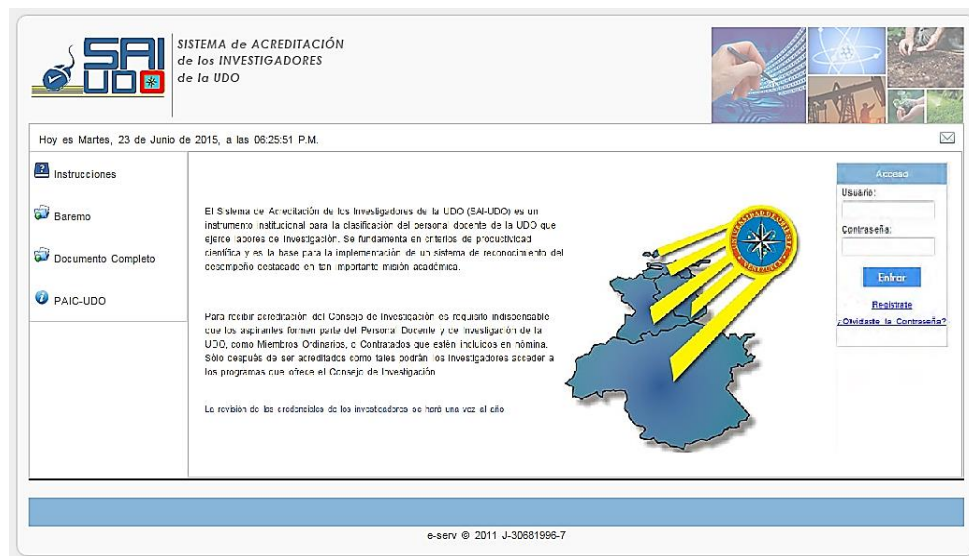 SAI
UDO
SISTEMA de ACREDITACIÓN
de los INVESTIGADORES
de la UDO
Hoy es Martes, 23 de Junio de 2015, a las 06:25:51 P.M.
Instrucciones
Baremo
Documento Completo
PAIC-UDO
El Sistema de Acreditación de los Investigadores de la UDO (SAI-UDO) es un
instrumento institucional para la clasificación del personal docente de la UDO que
ejerce labores de investigación. Se fundamenta en criterios de productividad
científica y es la base para la implementación de un sistema de reconocimiento del
desempeño destacado en tan importante misión académica.
Para recibir acreditación del Consejo de Investigación es requisito indispensable
que los aspirantes formen parte del Personal Docente y de Investigación de la
UDO, como Miembros Ordinarios, o Contratados que estén incluidos en nómina.
Sólo después de ser acreditados como tales podrán los investigadores acceder a
los programas que ofrece el Consejo de Investigación
La revisión de las credenciales de los investigadores se hará una vez al año
UNIVERSIDAD DE ORIENTE
VENEZUELA
Acceso
Usuario:
Contraseña:
Entrar
Registrate
¿Olvidaste la Contraseña?
e-serv © 2011 J-30681996-7